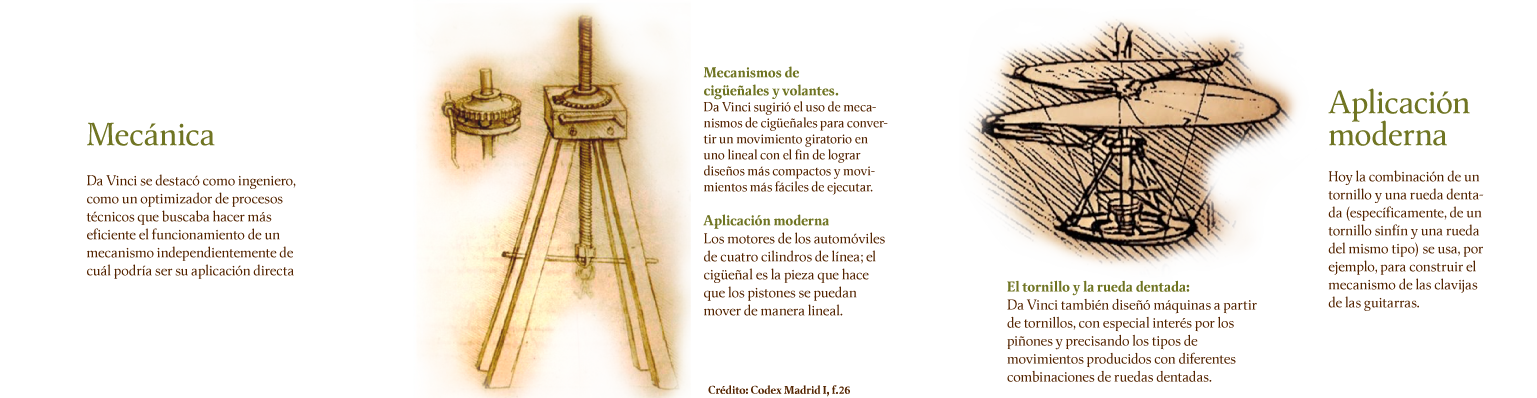 Mecánica
Da Vinci se destacó como ingeniero,
como un optimizador de procesos
técnicos que buscaba hacer más
eficiente el funcionamiento de un
mecanismo independientemente de
cuál podría ser su aplicación directa
Mecanismos de
cigüeñales y volantes.
Da Vinci sugirió el uso de meca-
nismos de cigüeñales para conver-
tir un movimiento giratorio en
uno lineal con el fin de lograr
diseños más compactos y movi-
mientos más fáciles de ejecutar.
Aplicación moderna
Los motores de los automóviles
de cuatro cilindros de línea; el
cigüeñal es la pieza que hace
que los pistones se puedan
mover de manera lineal.
Crédito: Codex Madrid I, f.26
El tornillo y la rueda dentada:
Da Vinci también diseñó máquinas a partir
de tornillos, con especial interés por los
piñones y precisando los tipos de
movimientos producidos con diferentes
combinaciones de ruedas dentadas.
Aplicación
moderna
Hoy la combinación de un
tornillo y una rueda denta-
da (específicamente, de un
tornillo sinfín y una rueda
del mismo tipo) se usa, por
ejemplo, para construir el
mecanismo de las clavijas
de las guitarras.